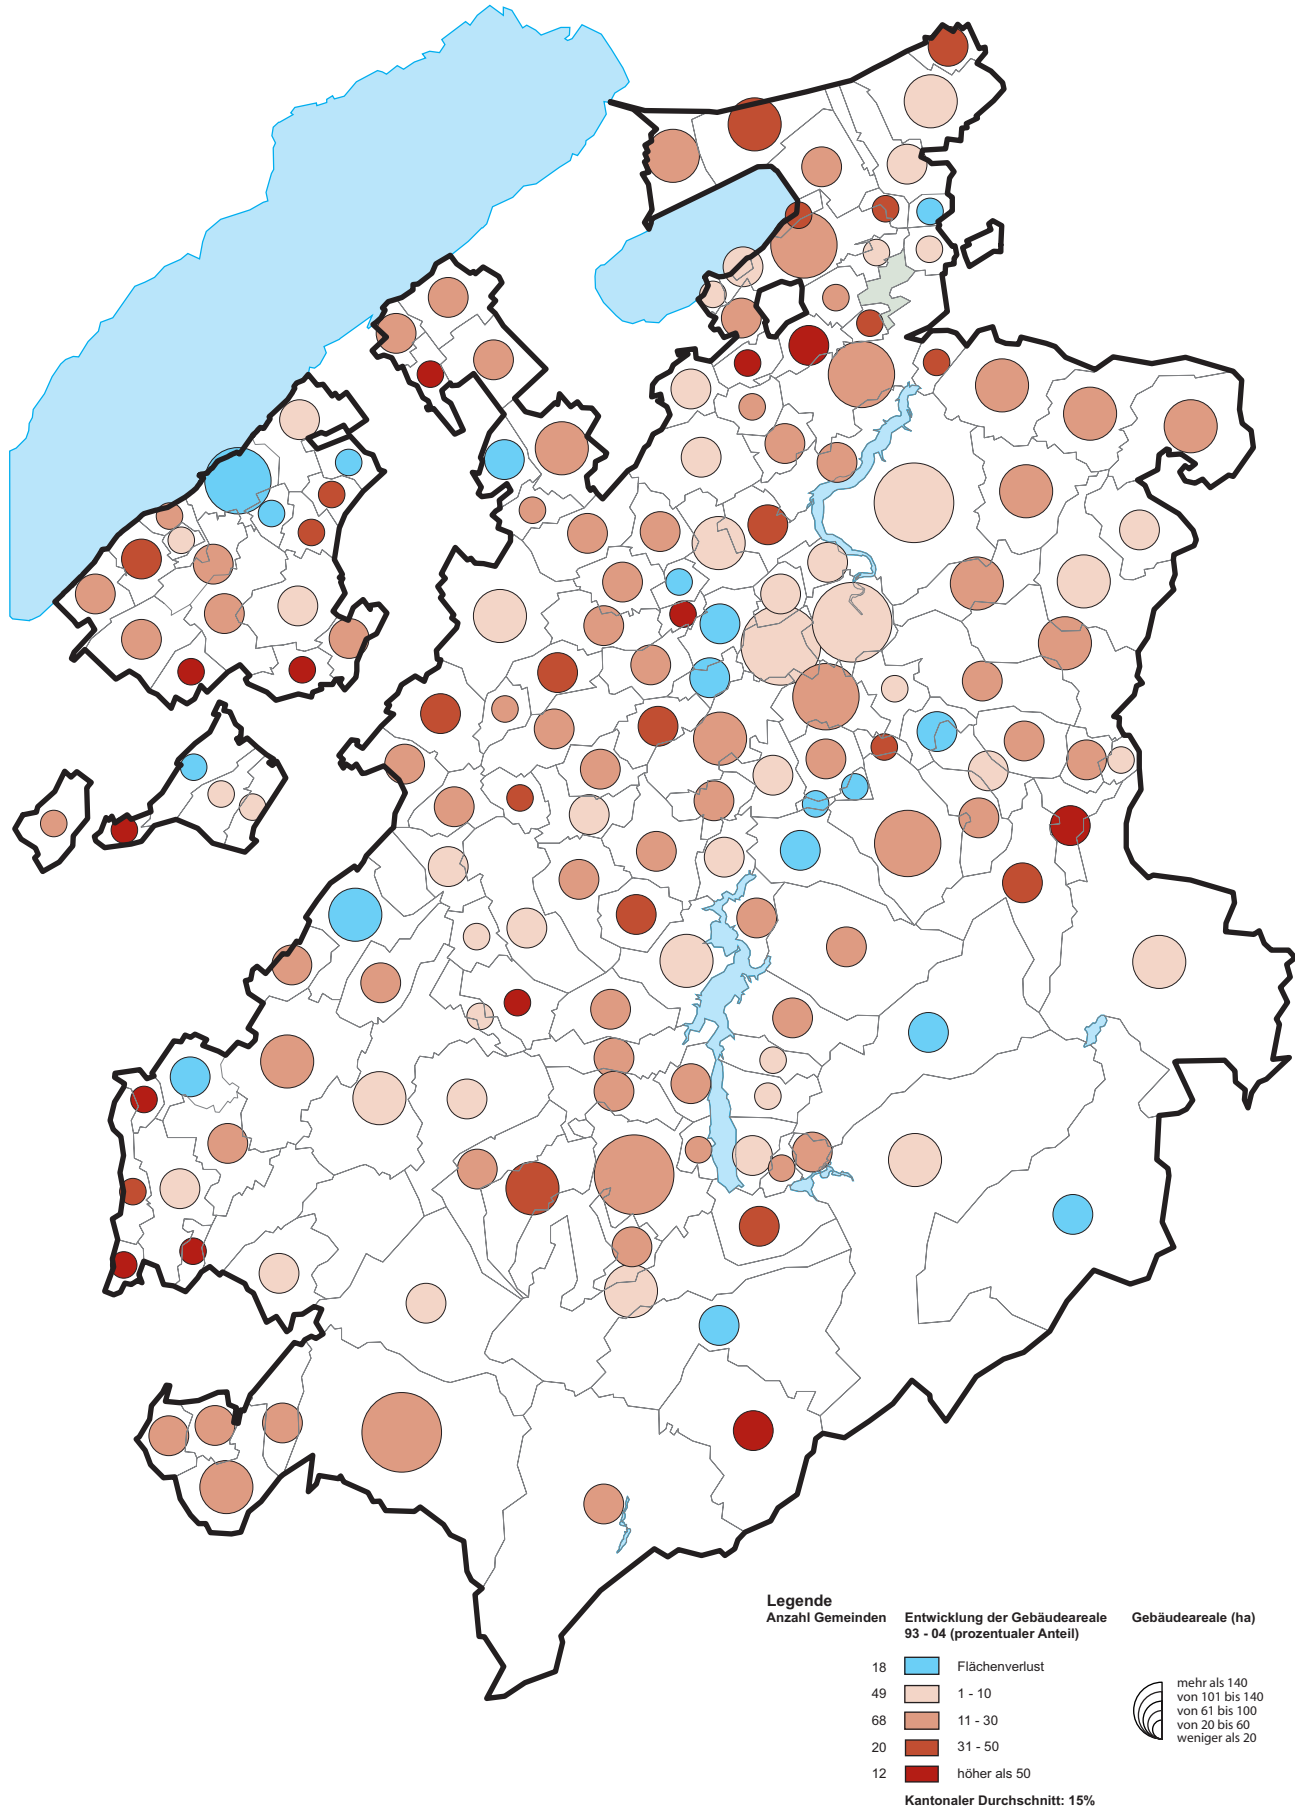 Legende
Anzahl Gemeinden
Entwicklung der Gebäudeareale
93 - 04 (prozentualer Anteil)
Gebäudeareale (ha)
18 Flächenverlust
49 1 - 10
68 11 - 30
20 31 - 50
12 höher als 50
Kantonaler Durchschnitt: 15%
mehr als 140
von 101 bis 140
von 61 bis 100
von 20 bis 60
weniger als 20